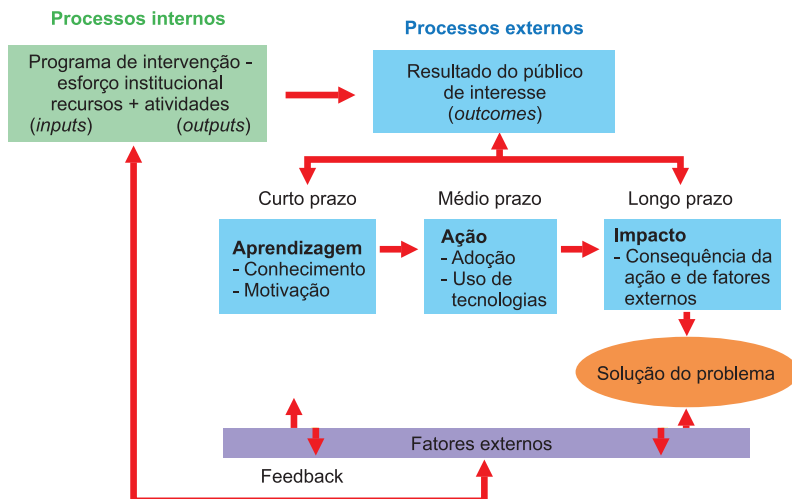 Processos internos
Programa de intervenção -
esforço institucional
recursos + atividades
(inputs) (outputs)
Processos externos
Resultado do público
de interesse
(outcomes)
Curto prazo
Médio prazo
Longo prazo
Aprendizagem
- Conhecimento
- Motivação
Ação
- Adoção
- Uso de
tecnologias
Impacto
- Consequência da
ação e de fatores
externos
Solução do problema
Fatores externos
Feedback